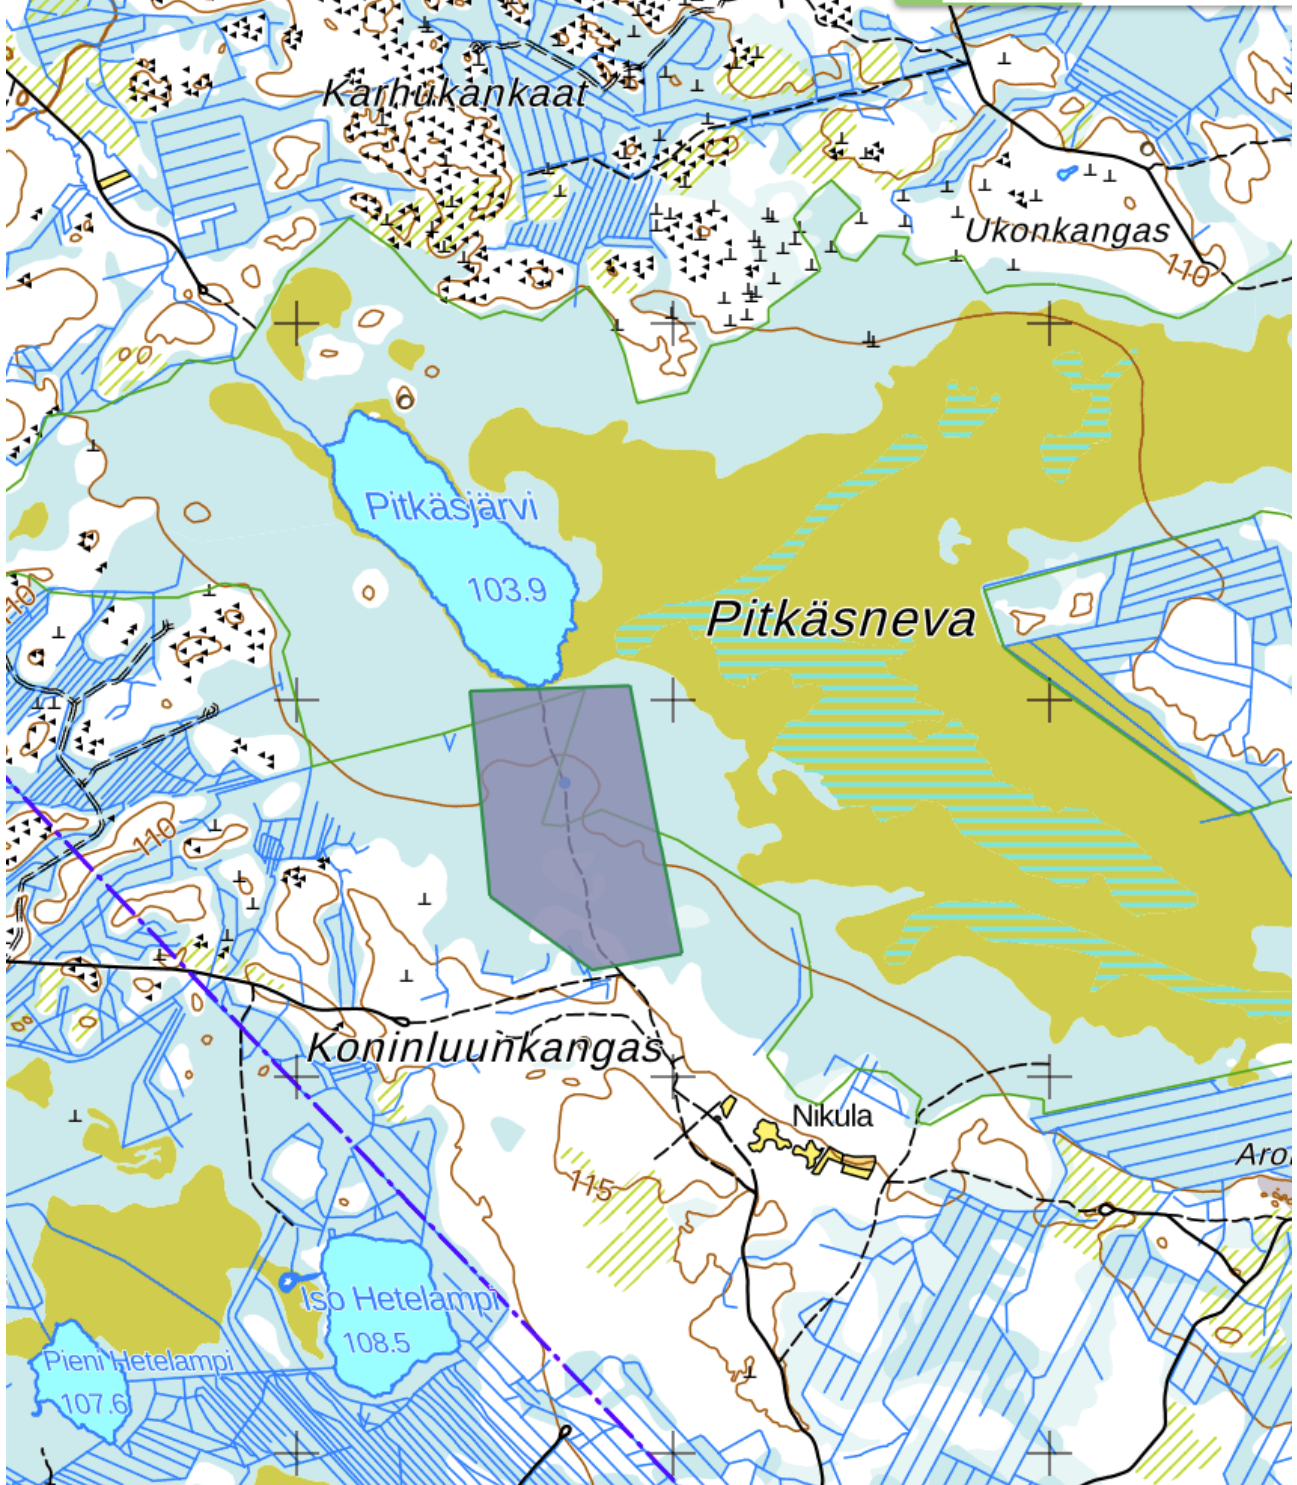 Karhukankaat
Ukonkangas
110
Pitkäsjärvi
103.9
Pitkäsneva
110
110
Koninluunkangas
Nikula
Aro
115
Iso Hetelampi
108.5
Pieni Hetelampi
107.6